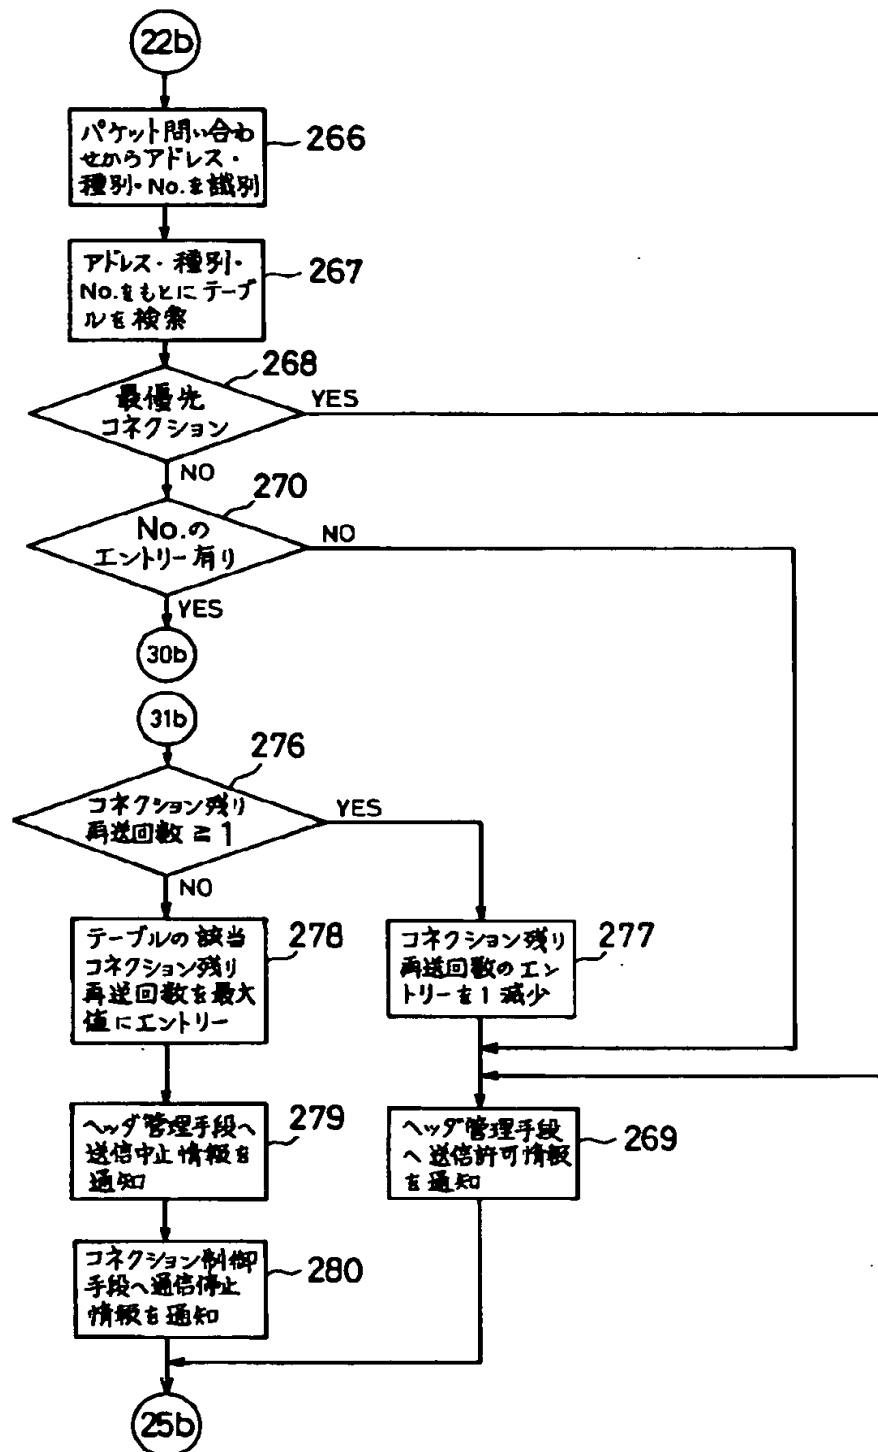 22b
パケット問い合わ
せからアドレス・
種別・No.を識別
266
アドレス・種別・
No.をもとにテーブ
ルを検索
267
268
最優先
コネクション
YES
NO
270
No.の
エントリー有り
NO
YES
30b
31b
276
コネクション残り
再送回数≧1
YES
NO
テーブルの該当
コネクション残り
再送回数を最大
値にエントリー
278
コネクション残り
再送回数のエン
トリーを1減少
277
ヘッダ管理手段へ
送信中止情報を
通知
279
ヘッダ管理手段
へ送信許可情報
を通知
269
コネクション制御
手段へ通信停止
情報を通知
280
25b